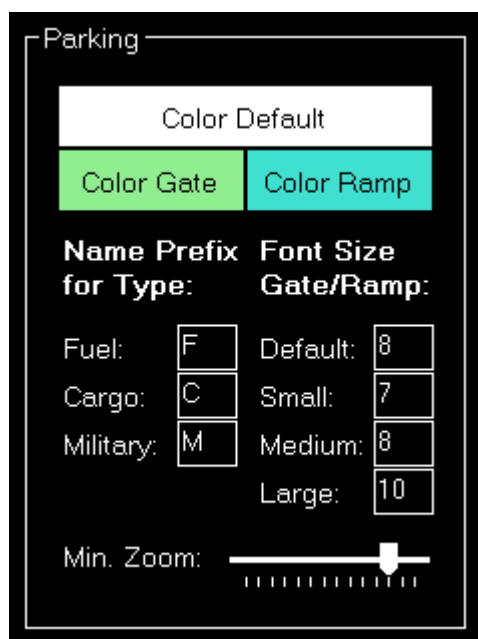 Parking
Color Default
Color Gate Color Ramp
Name Prefix for Type:
Font Size Gate/Ramp:
Fuel: F Default: 8
Cargo: C Small: 7
Military: M Medium: 8
Large: 10
Min. Zoom: